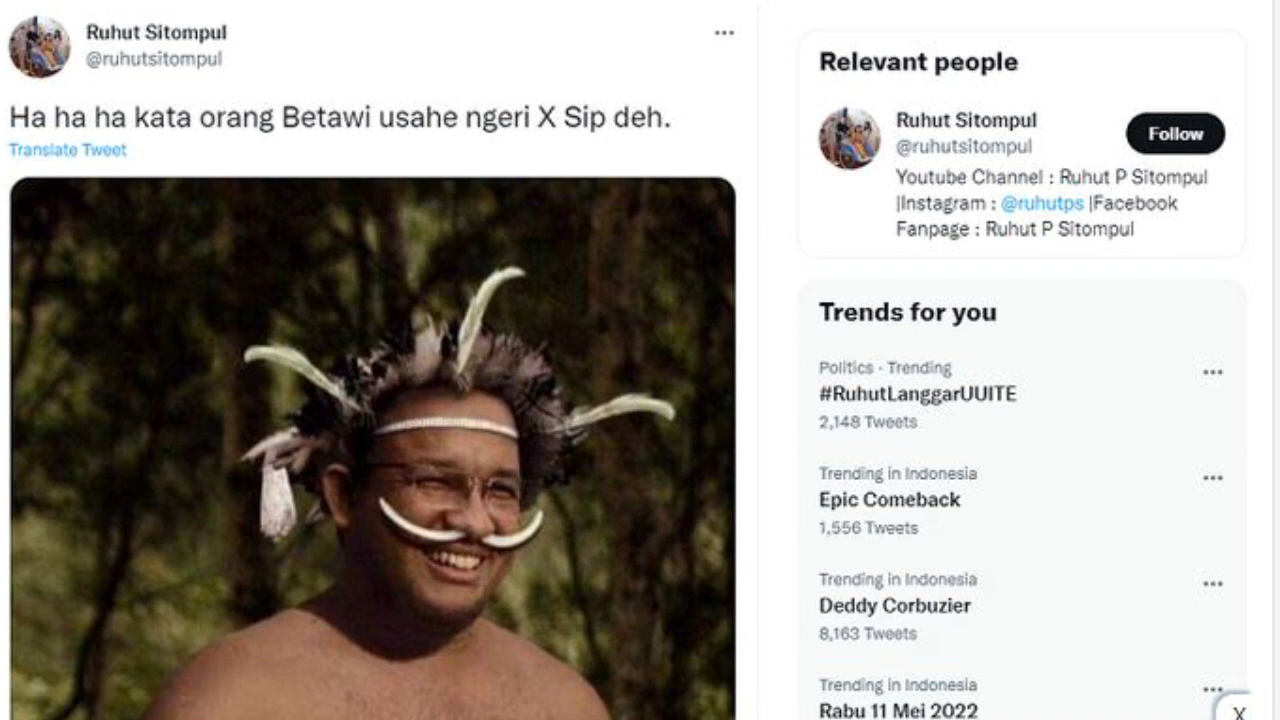 Ruhut Sitompul
@ruhutsitompul
Ha ha ha kata orang Betawi usahe ngeri X Sip deh.
Translate Tweet
Relevant people
Ruhut Sitompul
@ruhutsitompul
Follow
Youtube Channel : Ruhut P Sitompul
|Instagram : @ruhutps |Facebook
Fanpage : Ruhut P Sitompul
Trends for you
Politics · Trending
#RuhutLanggarUUITE
2,148 Tweets
Trending in Indonesia
Epic Comeback
1,556 Tweets
Trending in Indonesia
Deddy Corbuzier
8,163 Tweets
Trending in Indonesia
Rabu 11 Mei 2022
X